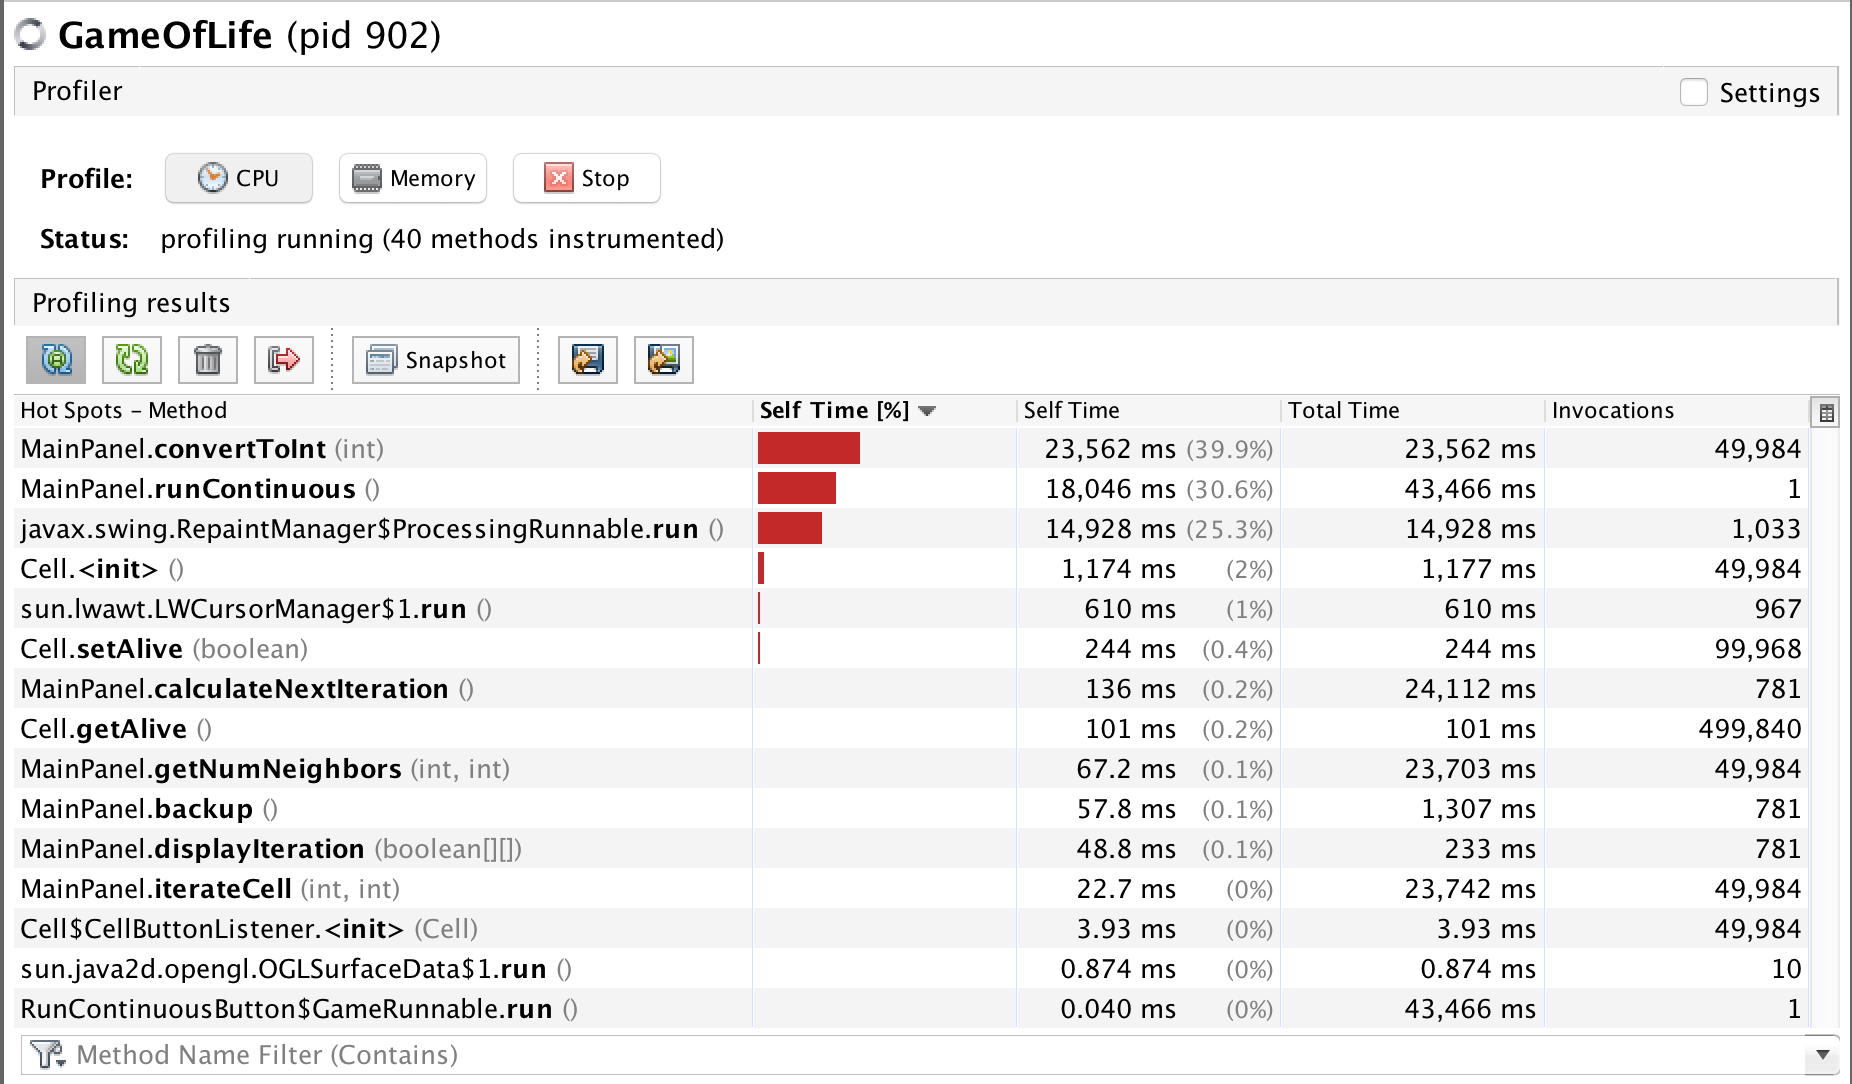 GameOfLife (pid 902)
Profiler Settings
Profile: CPU Memory Stop
Status: profiling running (40 methods instrumented)
Profiling results
Snapshot
Hot Spots – Method Self Time [%] Self Time Total Time Invocations
MainPanel.convertToInt (int) 23,562 ms (39.9%) 23,562 ms 49,984
MainPanel.runContinuous () 18,046 ms (30.6%) 43,466 ms 1
javax.swing.RepaintManager$ProcessingRunnable.run () 14,928 ms (25.3%) 14,928 ms 1,033
Cell.<init> () 1,174 ms (2%) 1,177 ms 49,984
sun.lwawt.LWCursorManager$1.run () 610 ms (1%) 610 ms 967
Cell.setAlive (boolean) 244 ms (0.4%) 244 ms 99,968
MainPanel.calculateNextIteration () 136 ms (0.2%) 24,112 ms 781
Cell.getAlive () 101 ms (0.2%) 101 ms 499,840
MainPanel.getNumNeighbors (int, int) 67.2 ms (0.1%) 23,703 ms 49,984
MainPanel.backup () 57.8 ms (0.1%) 1,307 ms 781
MainPanel.displayIteration (boolean[][]) 48.8 ms (0.1%) 233 ms 781
MainPanel.iterateCell (int, int) 22.7 ms (0%) 23,742 ms 49,984
Cell$CellButtonListener.<init> (Cell) 3.93 ms (0%) 3.93 ms 49,984
sun.java2d.opengl.OGLSurfaceData$1.run () 0.874 ms (0%) 0.874 ms 10
RunContinuousButton$GameRunnable.run () 0.040 ms (0%) 43,466 ms 1
Method Name Filter (Contains)